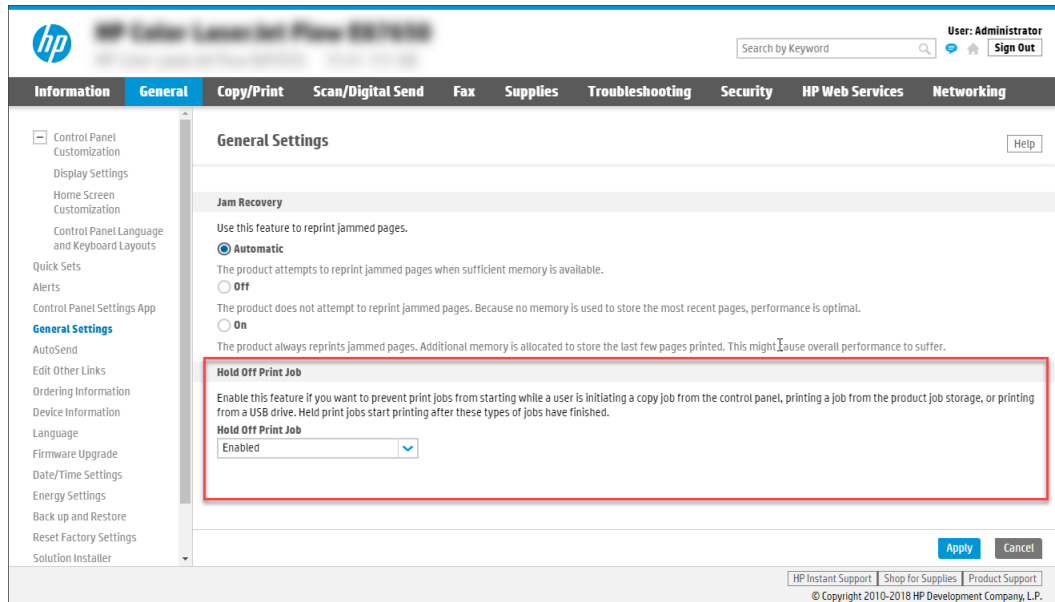 hp
User: Administrator
Search by Keyword
Sign Out
Information General Copy/Print Scan/Digital Send Fax Supplies Troubleshooting Security HP Web Services Networking
Control Panel
Customization
Display Settings
Home Screen
Customization
Control Panel Language
and Keyboard Layouts
Quick Sets
Alerts
Control Panel Settings App
General Settings
AutoSend
Edit Other Links
Ordering Information
Device Information
Language
Firmware Upgrade
Date/Time Settings
Energy Settings
Back up and Restore
Reset Factory Settings
Solution Installer
General Settings
Help
Jam Recovery
Use this feature to reprint jammed pages.
Automatic
The product attempts to reprint jammed pages when sufficient memory is available.
Off
The product does not attempt to reprint jammed pages. Because no memory is used to store the most recent pages, performance is optimal.
On
The product always reprints jammed pages. Additional memory is allocated to store the last few pages printed. This might cause overall performance to suffer.
Hold Off Print Job
Enable this feature if you want to prevent print jobs from starting while a user is initiating a copy job from the control panel, printing a job from the product job storage, or printing
from a USB drive. Held print jobs start printing after these types of jobs have finished.
Hold Off Print Job
Enabled
Apply Cancel
HP Instant Support Shop for Supplies Product Support
© Copyright 2010-2018 HP Development Company, L.P.